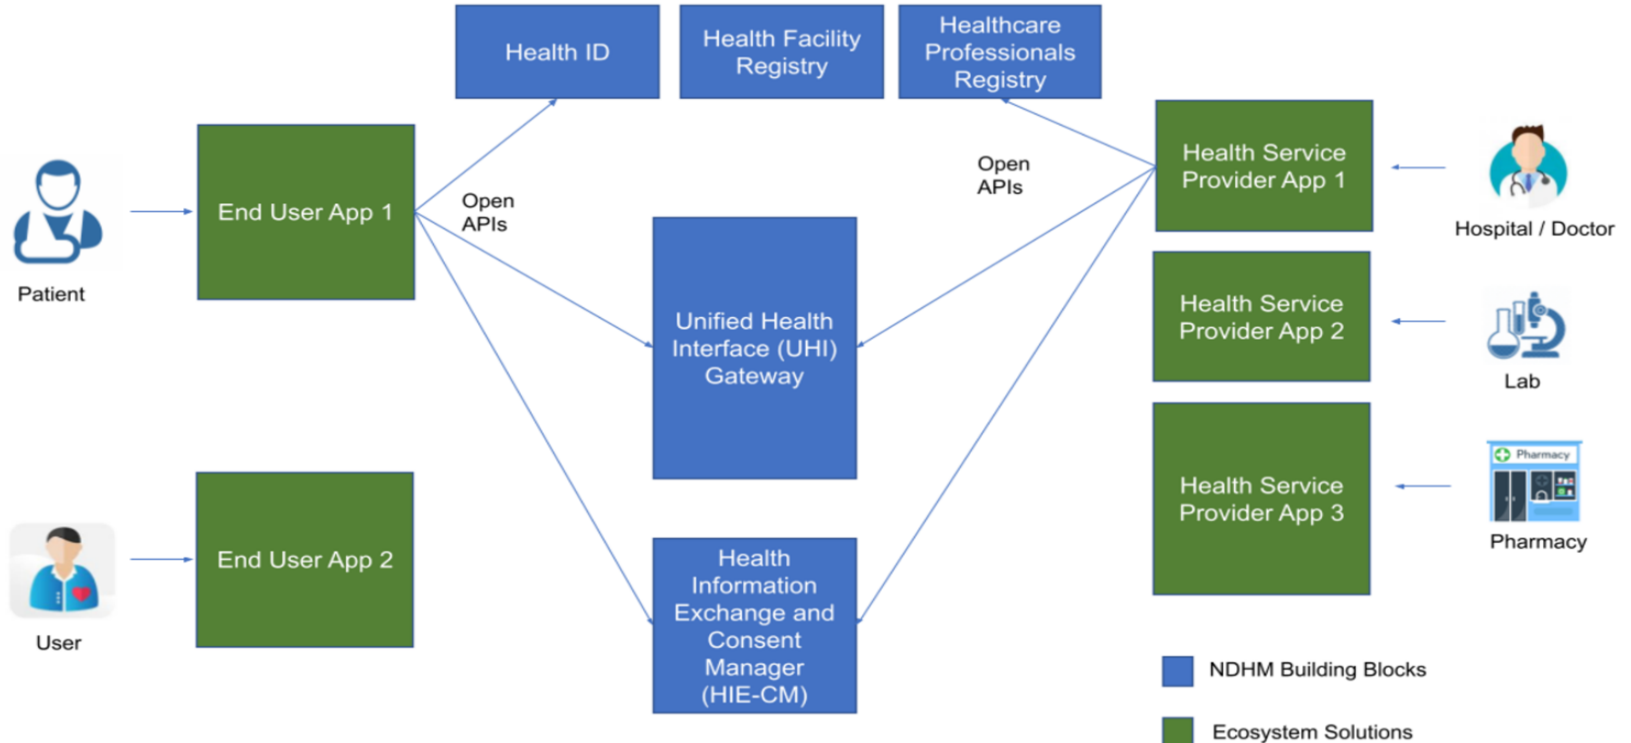 Health ID
Health Facility
Registry
Healthcare
Professionals
Registry
Patient
End User App 1
Open
APIs
Open
APIs
Health Service
Provider App 1
Hospital / Doctor
Unified Health
Interface (UHI)
Gateway
Health Service
Provider App 2
Lab
Health Service
Provider App 3
Pharmacy
Pharmacy
User
End User App 2
Health
Information
Exchange and
Consent
Manager
(HIE-CM)
NDHM Building Blocks
Ecosystem Solutions